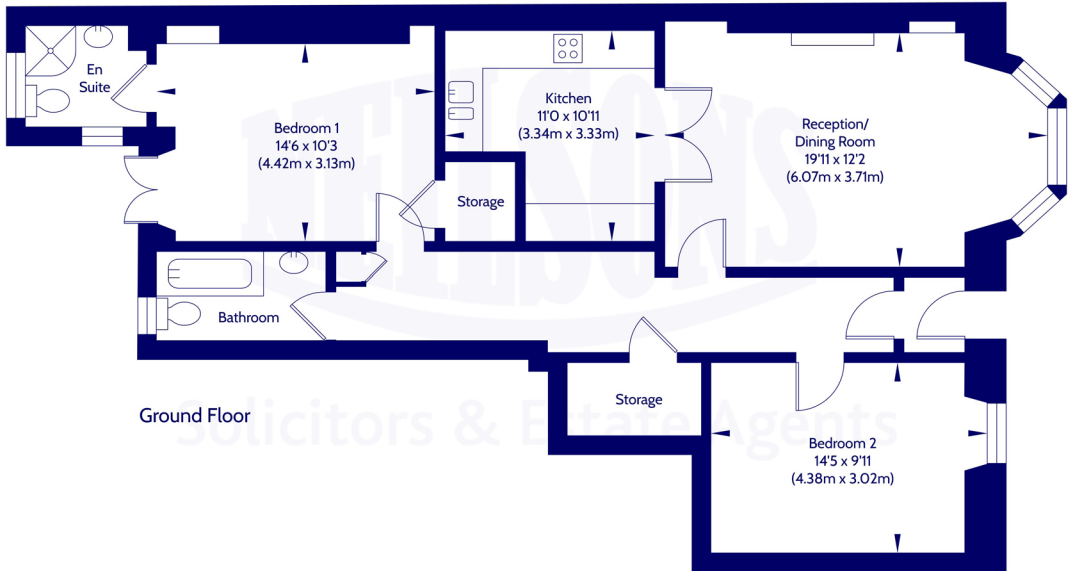 En
Suite
Bedroom 1
14'6 x 10'3
(4.42m x 3.13m)
Kitchen
11'0 x 10'11
(3.34m x 3.33m)
Reception/
Dining Room
19'11 x 12'2
(6.07m x 3.71m)
Storage
Bathroom
Storage
Bedroom 2
14'5 x 9'11
(4.38m x 3.02m)
Ground Floor
NEILSONS
Solicitors & Estate Agents